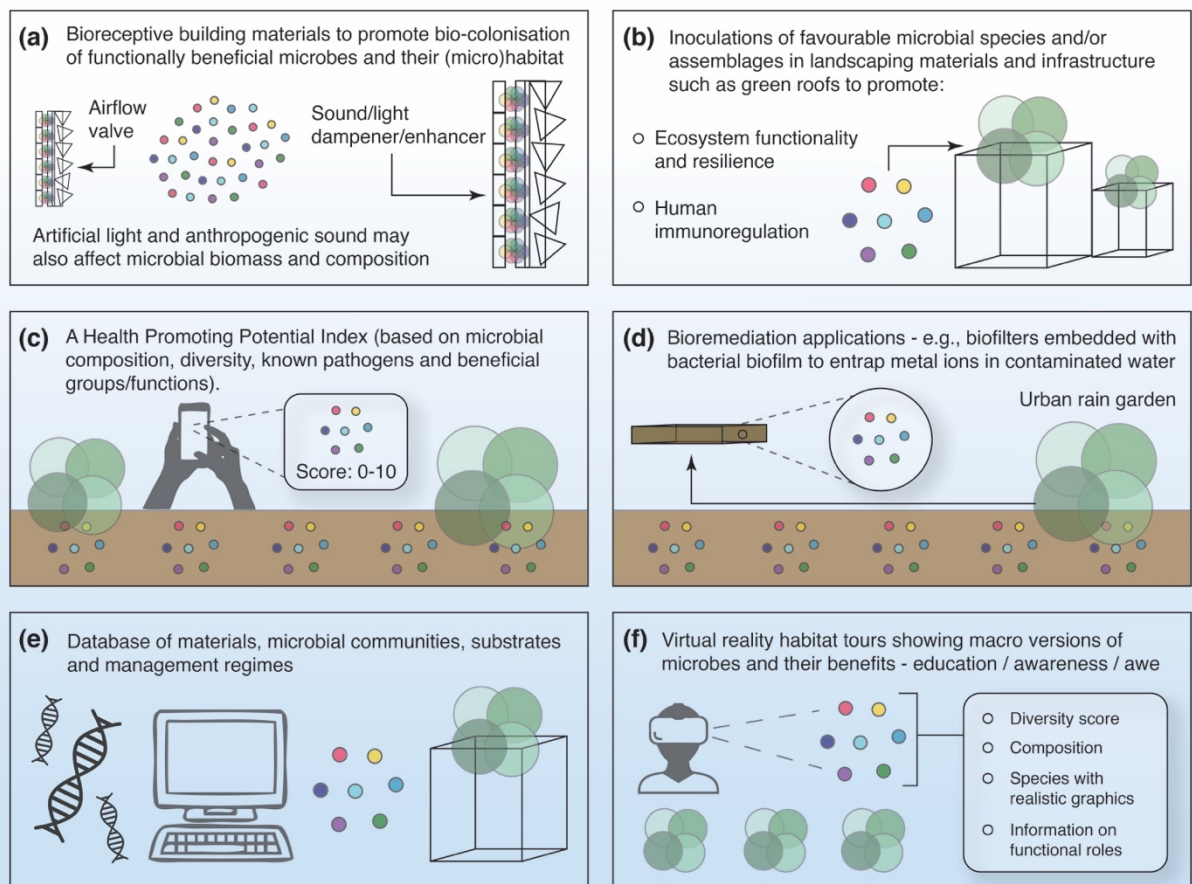 (a) Bioreceptive building materials to promote bio-colonisation
of functionally beneficial microbes and their (micro)habitat
Airflow
valve
Sound/light
dampener/enhancer
Artificial light and anthropogenic sound may
also affect microbial biomass and composition
(b) Inoculations of favourable microbial species and/or
assemblages in landscaping materials and infrastructure
such as green roofs to promote:
Ecosystem functionality
and resilience
Human
immunoregulation
(c) A Health Promoting Potential Index (based on microbial
composition, diversity, known pathogens and beneficial
groups/functions).
Score: 0-10
(d) Bioremediation applications - e.g., biofilters embedded with
bacterial biofilm to entrap metal ions in contaminated water
Urban rain garden
(e) Database of materials, microbial communities, substrates
and management regimes
(f) Virtual reality habitat tours showing macro versions of
microbes and their benefits - education / awareness / awe
Diversity score
Composition
Species with
realistic graphics
Information on
functional roles